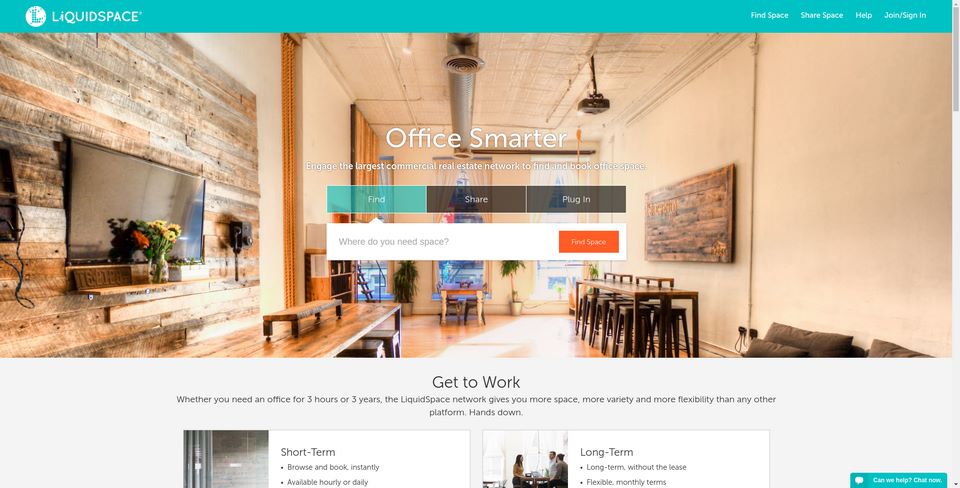 LIQUIDSPACE
Find Space
Share Space
Help
Join/Sign In
Office Smarter
Engage the largest commercial real estate network to find and book office space.
Find
Share
Plug In
Where do you need space?
Find Space
Get to Work
Whether you need an office for 3 hours or 3 years, the LiquidSpace network gives you more space, more variety and more flexibility than any other
platform. Hands down.
Short-Term
• Browse and book, instantly
• Available hourly or daily
Long-Term
• Long-term, without the lease
• Flexible, monthly terms
Can we help? Chat now.